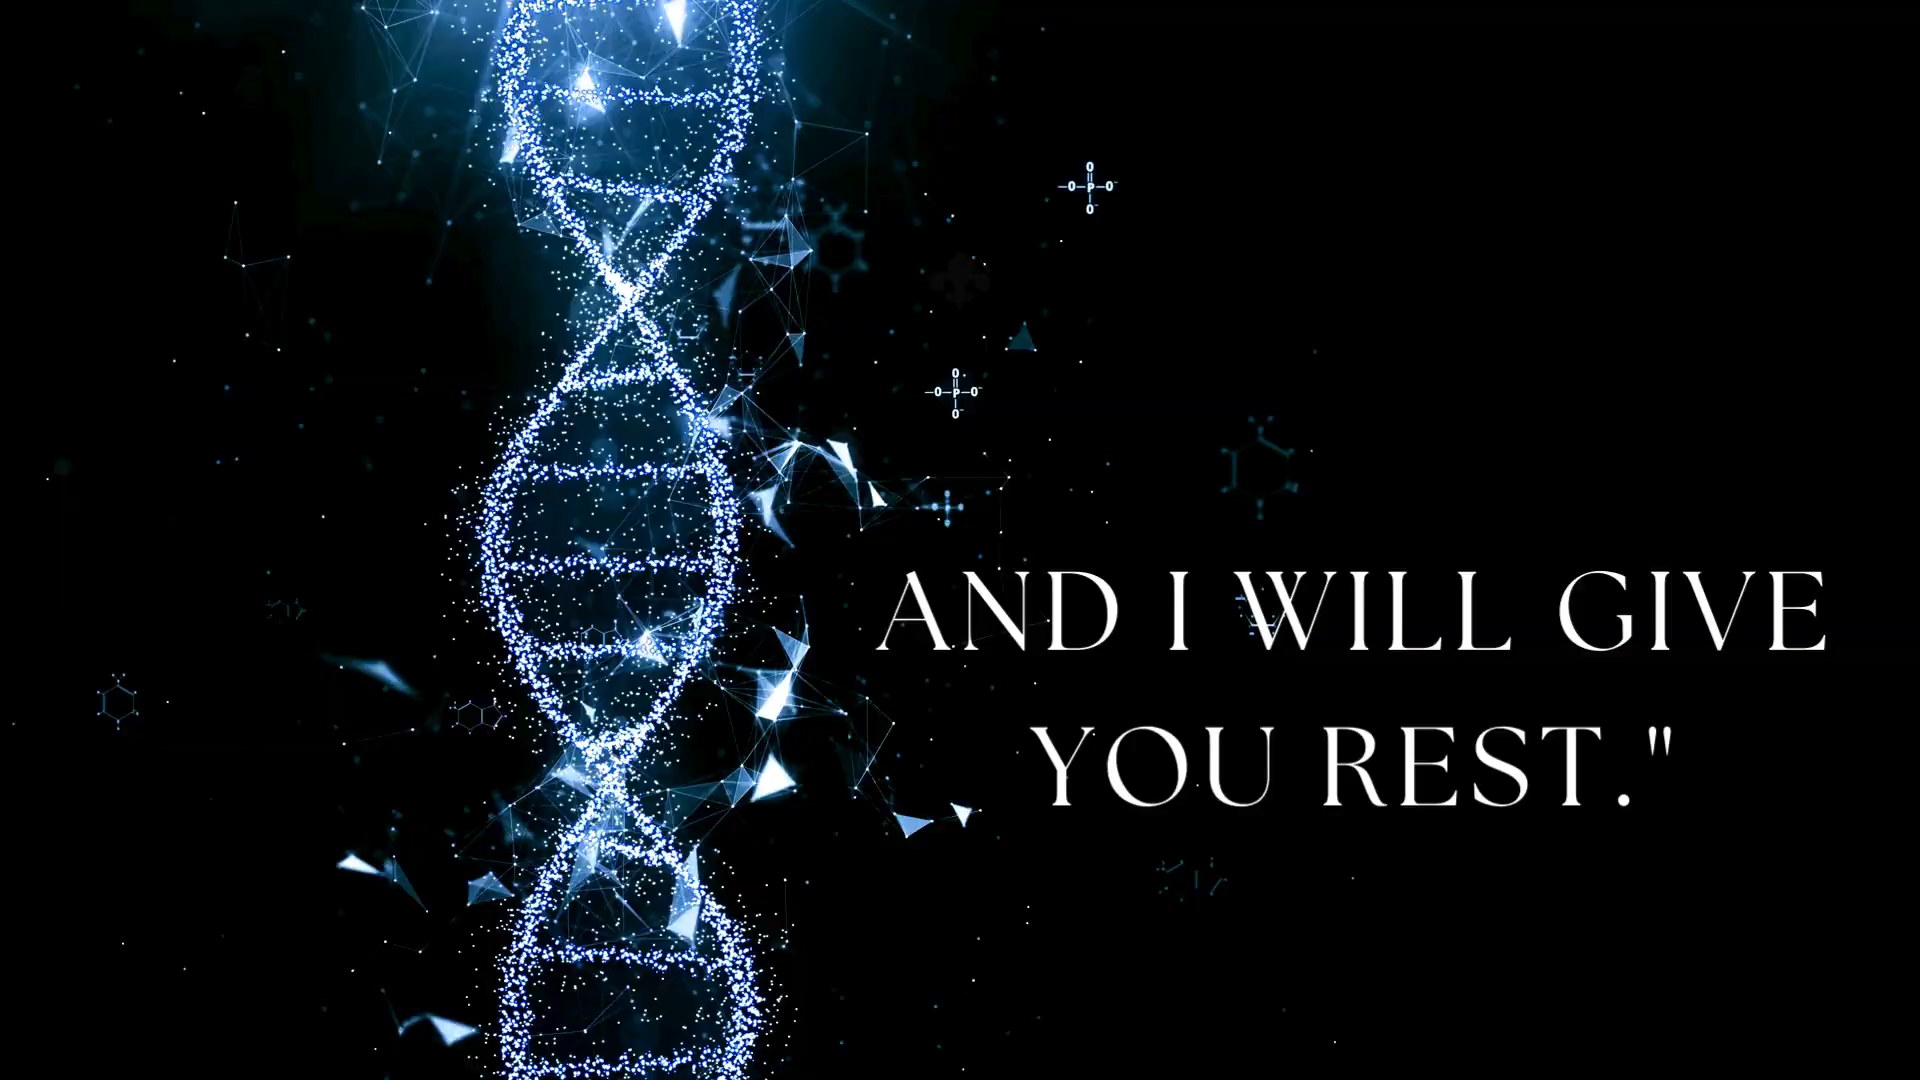 O
-O-P-O⁻
O⁻
O
-O-P-O⁻
O⁻
AND I WILL GIVE
YOU REST."